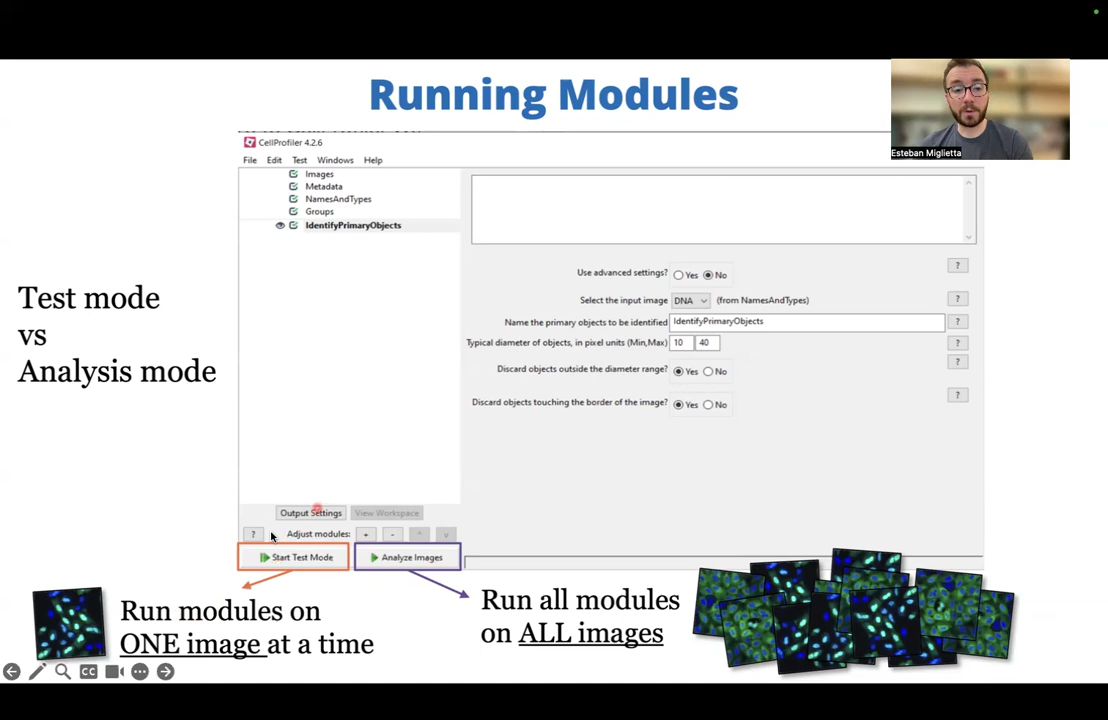 Running Modules
Esteban Miglietta
CellProfiler 4.2.6
File Edit Test Windows Help
Images
Metadata
NamesAndTypes
Groups
IdentifyPrimaryObjects
Use advanced settings? Yes No ?
Select the input image DNA (from NamesAndTypes) ?
Name the primary objects to be identified IdentifyPrimaryObjects ?
Typical diameter of objects, in pixel units (Min,Max) 10 40 ?
?
Discard objects outside the diameter range? Yes No
Discard objects touching the border of the image? Yes No ?
Test mode
vs
Analysis mode
Output Settings View Workspace
? Adjust modules: + - ^ v
Start Test Mode Analyze Images
Run modules on
ONE image at a time
Run all modules
on ALL images
CC